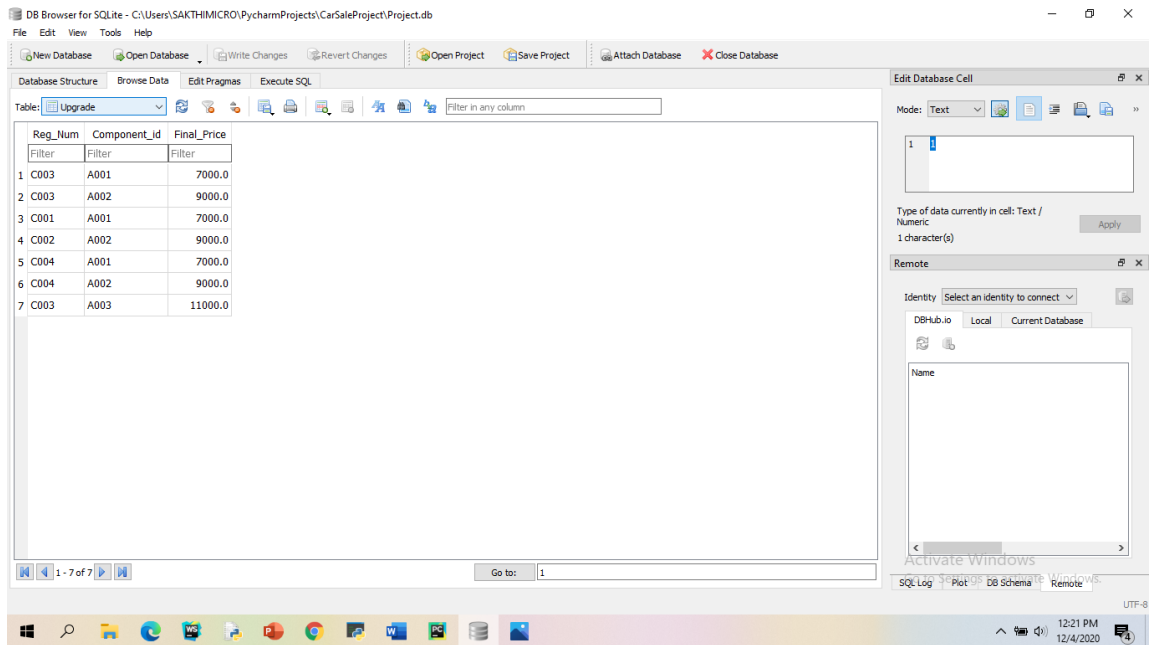 DB Browser for SQLite - C:\Users\SAKTHIMICRO\PycharmProjects\CarSaleProject\Project.db
File Edit View Tools Help
New Database Open Database Write Changes Revert Changes Open Project Save Project Attach Database Close Database
Database Structure Browse Data Edit Pragmas Execute SQL
Table: Upgrade Filter in any column
Reg_Num Component_id Final_Price
Filter Filter Filter
1 C003 A001 7000.0
2 C003 A002 9000.0
3 C001 A001 7000.0
4 C002 A002 9000.0
5 C004 A001 7000.0
6 C004 A002 9000.0
7 C003 A003 11000.0
1 - 7 of 7 Go to: 1
Edit Database Cell
Mode: Text »
1 1
Type of data currently in cell: Text /
Numeric
1 character(s)
Apply
Remote
Identity Select an identity to connect
DBHub.io Local Current Database
Name
Activate Windows
Go to Settings to activate Windows.
SQL Log Plot DB Schema Remote
UTF-8
12:21 PM
12/4/2020
4